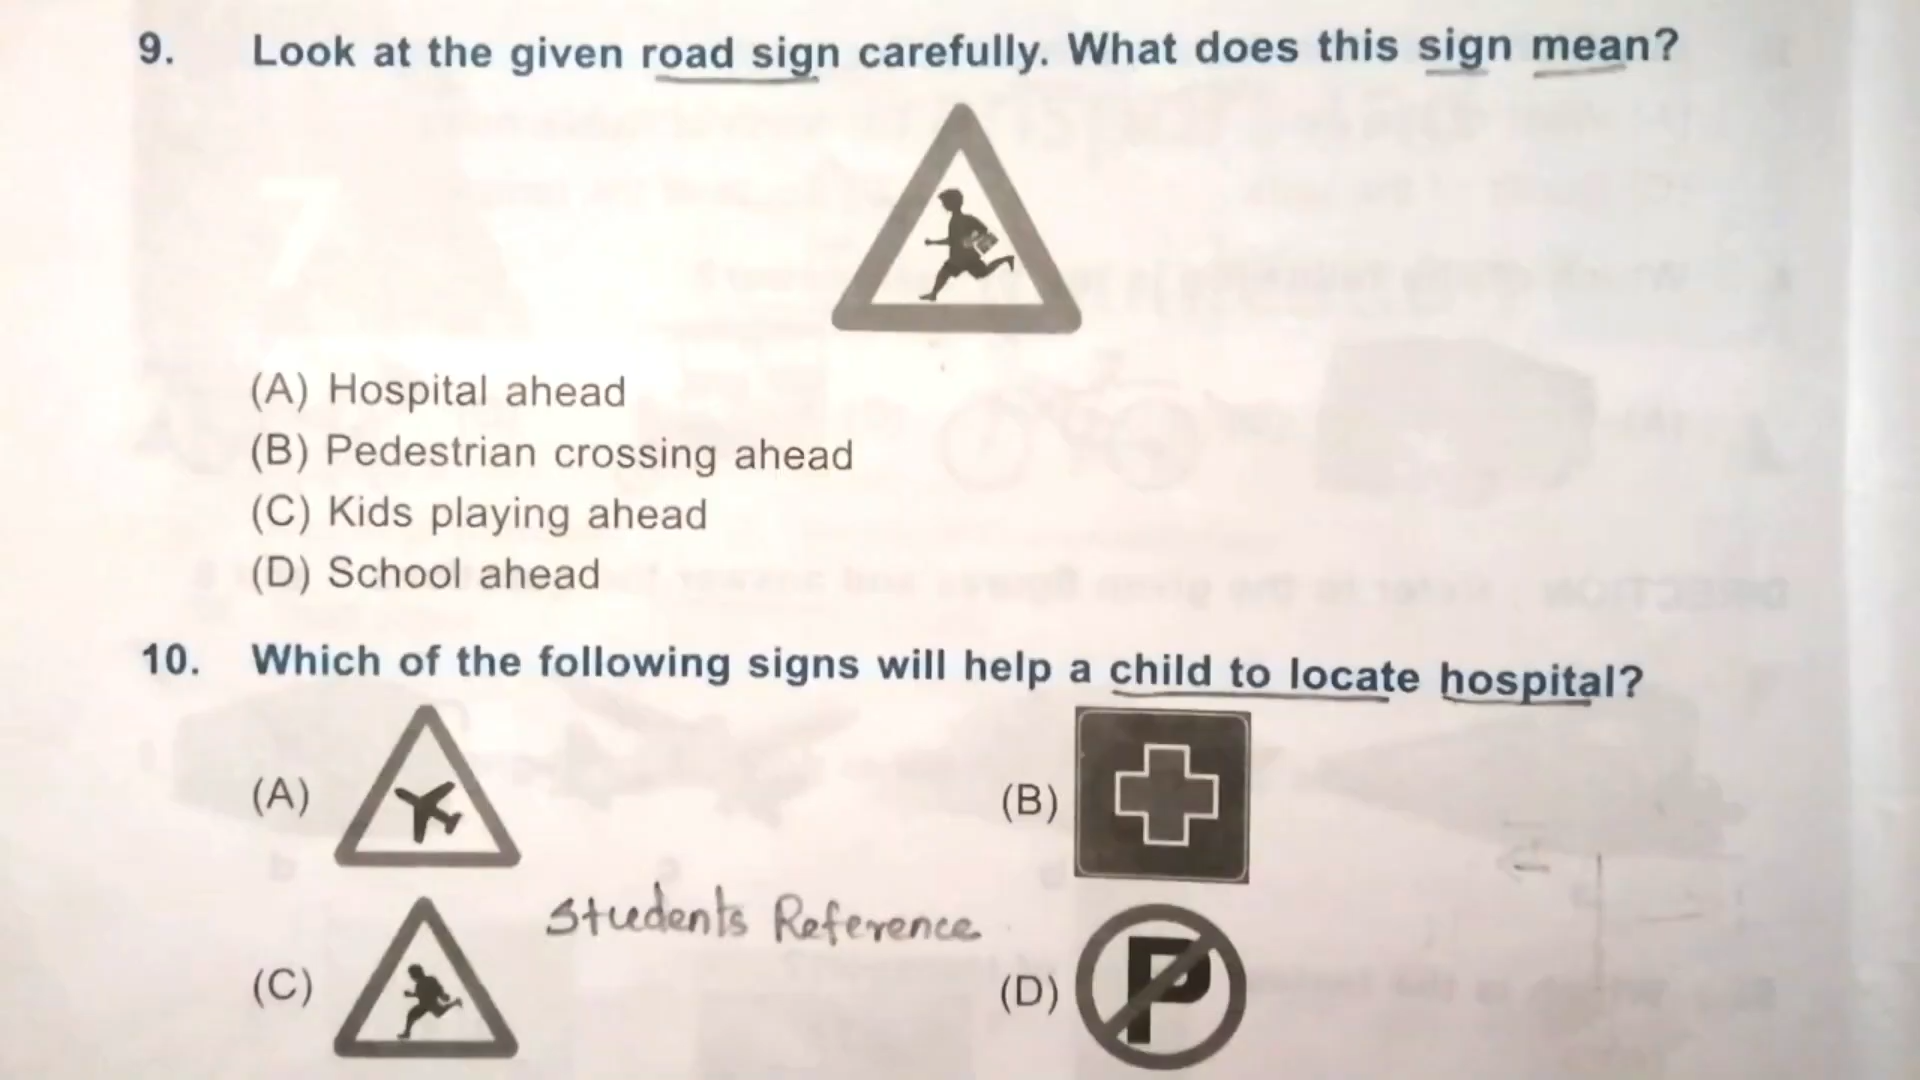 9. Look at the given road sign carefully. What does this sign mean?
(A) Hospital ahead
(B) Pedestrian crossing ahead
(C) Kids playing ahead
(D) School ahead
10. Which of the following signs will help a child to locate hospital?
(A)
(B)
Students Reference
(C)
(D) P